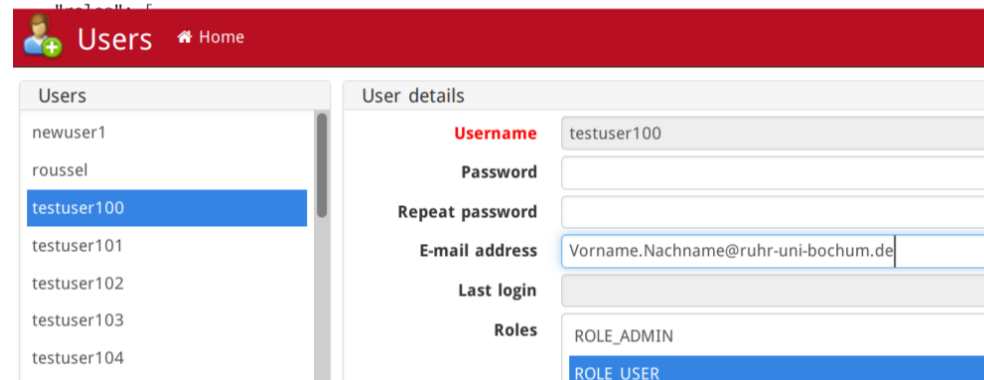 "roles": [
Users Home
Users
newuser1
roussel
testuser100
testuser101
testuser102
testuser103
testuser104
User details
Username testuser100
Password
Repeat password
E-mail address Vorname.Nachname@ruhr-uni-bochum.de
Last login
Roles ROLE_ADMIN
ROLE_USER